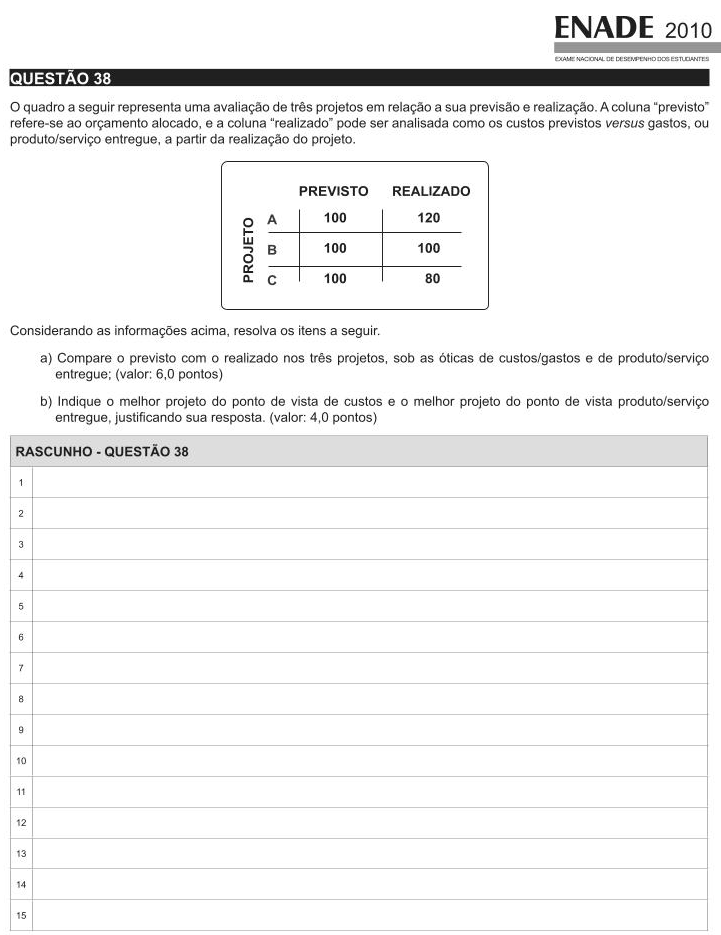 ENADE 2010
EXAME NACIONAL DE DESEMPENHO DOS ESTUDANTES
QUESTÃO 38
O quadro a seguir representa uma avaliação de três projetos em relação a sua previsão e realização. A coluna “previsto”
refere-se ao orçamento alocado, e a coluna “realizado” pode ser analisada como os custos previstos versus gastos, ou
produto/serviço entregue, a partir da realização do projeto.
PREVISTO REALIZADO
PROJETO
A 100 120
B 100 100
C 100 80
Considerando as informações acima, resolva os itens a seguir.
a) Compare o previsto com o realizado nos três projetos, sob as óticas de custos/gastos e de produto/serviço
entregue; (valor: 6,0 pontos)
b) Indique o melhor projeto do ponto de vista de custos e o melhor projeto do ponto de vista produto/serviço
entregue, justificando sua resposta. (valor: 4,0 pontos)
RASCUNHO - QUESTÃO 38
1
2
3
4
5
6
7
8
9
10
11
12
13
14
15